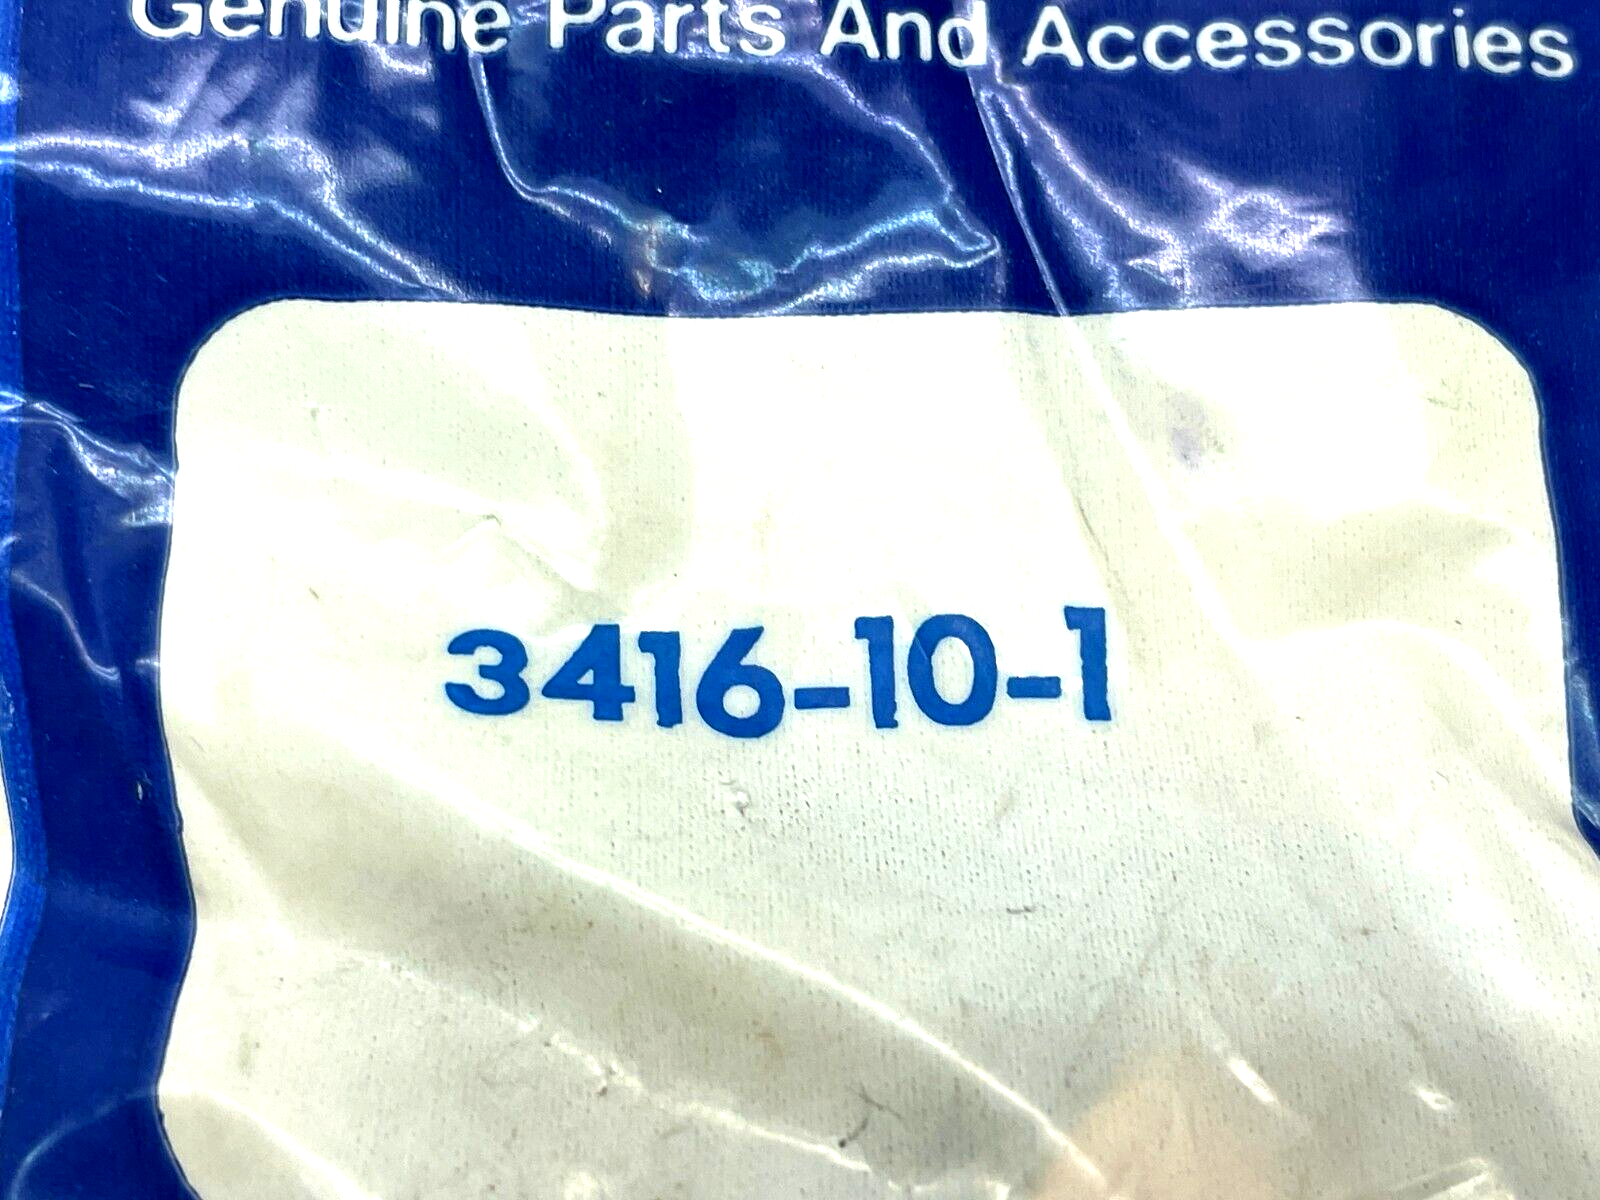 Genuine Parts And Accessories
3416-10-1